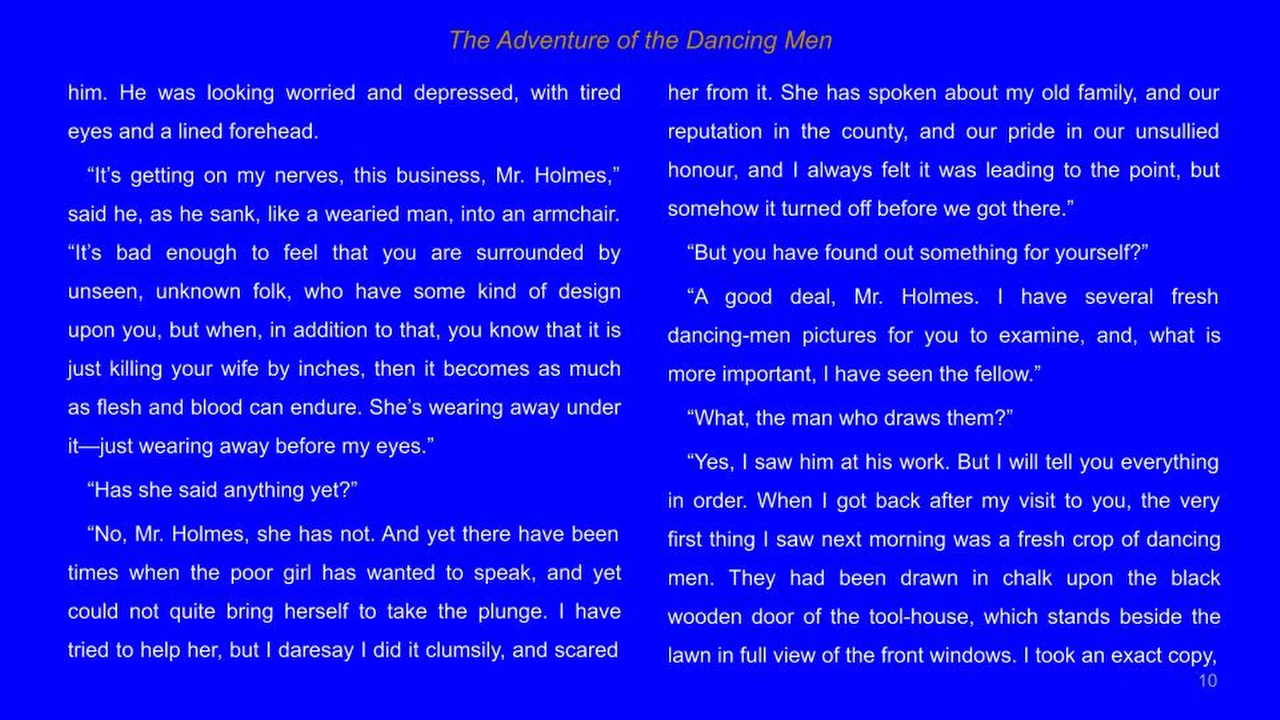 The Adventure of the Dancing Men
him. He was looking worried and depressed, with tired
eyes and a lined forehead.
“It’s getting on my nerves, this business, Mr. Holmes,”
said he, as he sank, like a wearied man, into an armchair.
“It’s bad enough to feel that you are surrounded by
unseen, unknown folk, who have some kind of design
upon you, but when, in addition to that, you know that it is
just killing your wife by inches, then it becomes as much
as flesh and blood can endure. She’s wearing away under
it—just wearing away before my eyes.”
“Has she said anything yet?”
“No, Mr. Holmes, she has not. And yet there have been
times when the poor girl has wanted to speak, and yet
could not quite bring herself to take the plunge. I have
tried to help her, but I daresay I did it clumsily, and scared
her from it. She has spoken about my old family, and our
reputation in the county, and our pride in our unsullied
honour, and I always felt it was leading to the point, but
somehow it turned off before we got there.”
“But you have found out something for yourself?”
“A good deal, Mr. Holmes. I have several fresh
dancing-men pictures for you to examine, and, what is
more important, I have seen the fellow.”
“What, the man who draws them?”
“Yes, I saw him at his work. But I will tell you everything
in order. When I got back after my visit to you, the very
first thing I saw next morning was a fresh crop of dancing
men. They had been drawn in chalk upon the black
wooden door of the tool-house, which stands beside the
lawn in full view of the front windows. I took an exact copy,
10